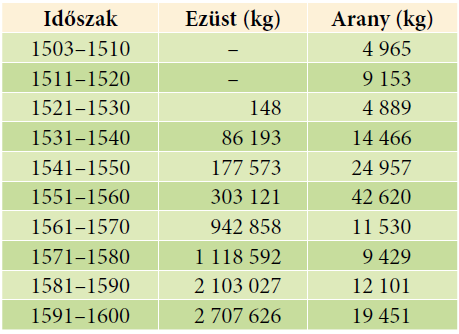 Időszak Ezüst (kg) Arany (kg)
1503–1510 – 4 965
1511–1520 – 9 153
1521–1530 148 4 889
1531–1540 86 193 14 466
1541–1550 177 573 24 957
1551–1560 303 121 42 620
1561–1570 942 858 11 530
1571–1580 1 118 592 9 429
1581–1590 2 103 027 12 101
1591–1600 2 707 626 19 451